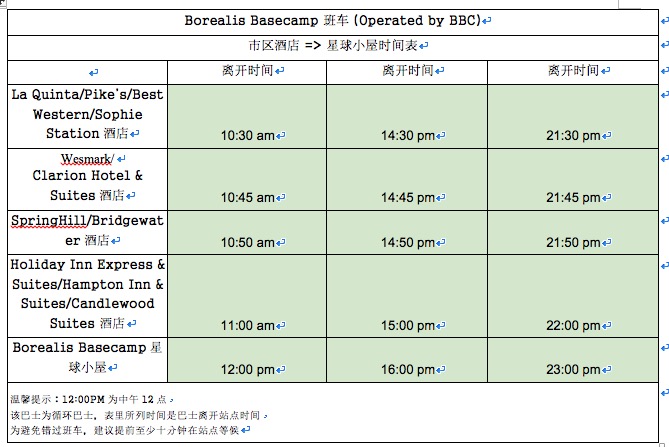 Borealis Basecamp 班车 (Operated by BBC)
市区酒店 => 星球小屋时间表
离开时间 离开时间 离开时间
La Quinta/Pike's/Best
Western/Sophie
Station 酒店 10:30 am 14:30 pm 21:30 pm
Wesmark/
Clarion Hotel &
Suites 酒店 10:45 am 14:45 pm 21:45 pm
SpringHill/Bridgewat
er 酒店 10:50 am 14:50 pm 21:50 pm
Holiday Inn Express &
Suites/Hampton Inn &
Suites/Candlewood
Suites 酒店 11:00 am 15:00 pm 22:00 pm
Borealis Basecamp 星
球小屋 12:00 pm 16:00 pm 23:00 pm
温馨提示：12:00PM 为中午 12 点。
该巴士为循环巴士，表里所列时间是巴士离开站点时间。
为避免错过班车，建议提前至少十分钟在站点等候